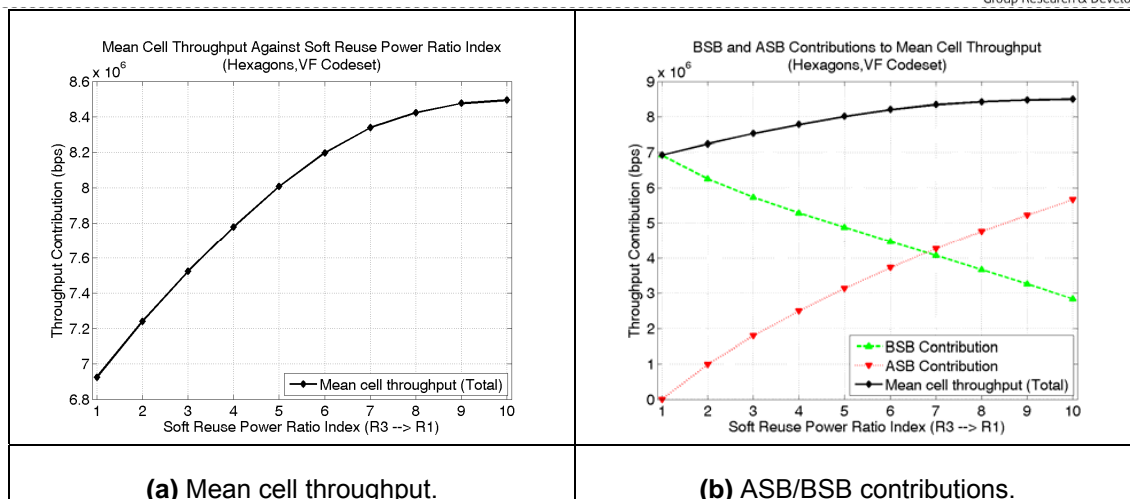 Mean Cell Throughput Against Soft Reuse Power Ratio Index
(Hexagons,VF Codeset)
x 10^6
8.6
8.4
8.2
8
7.8
7.6
7.4
7.2
7
6.8
Throughput Contribution (bps)
Mean cell throughput (Total)
1 2 3 4 5 6 7 8 9 10
Soft Reuse Power Ratio Index (R3 --> R1)
(a) Mean cell throughput.
BSB and ASB Contributions to Mean Cell Throughput
(Hexagons,VF Codeset)
x 10^6
9
8
7
6
5
4
3
2
1
0
Throughput Contribution (bps)
BSB Contribution
ASB Contribution
Mean cell throughput (Total)
1 2 3 4 5 6 7 8 9 10
Soft Reuse Power Ratio Index (R3 --> R1)
(b) ASB/BSB contributions.